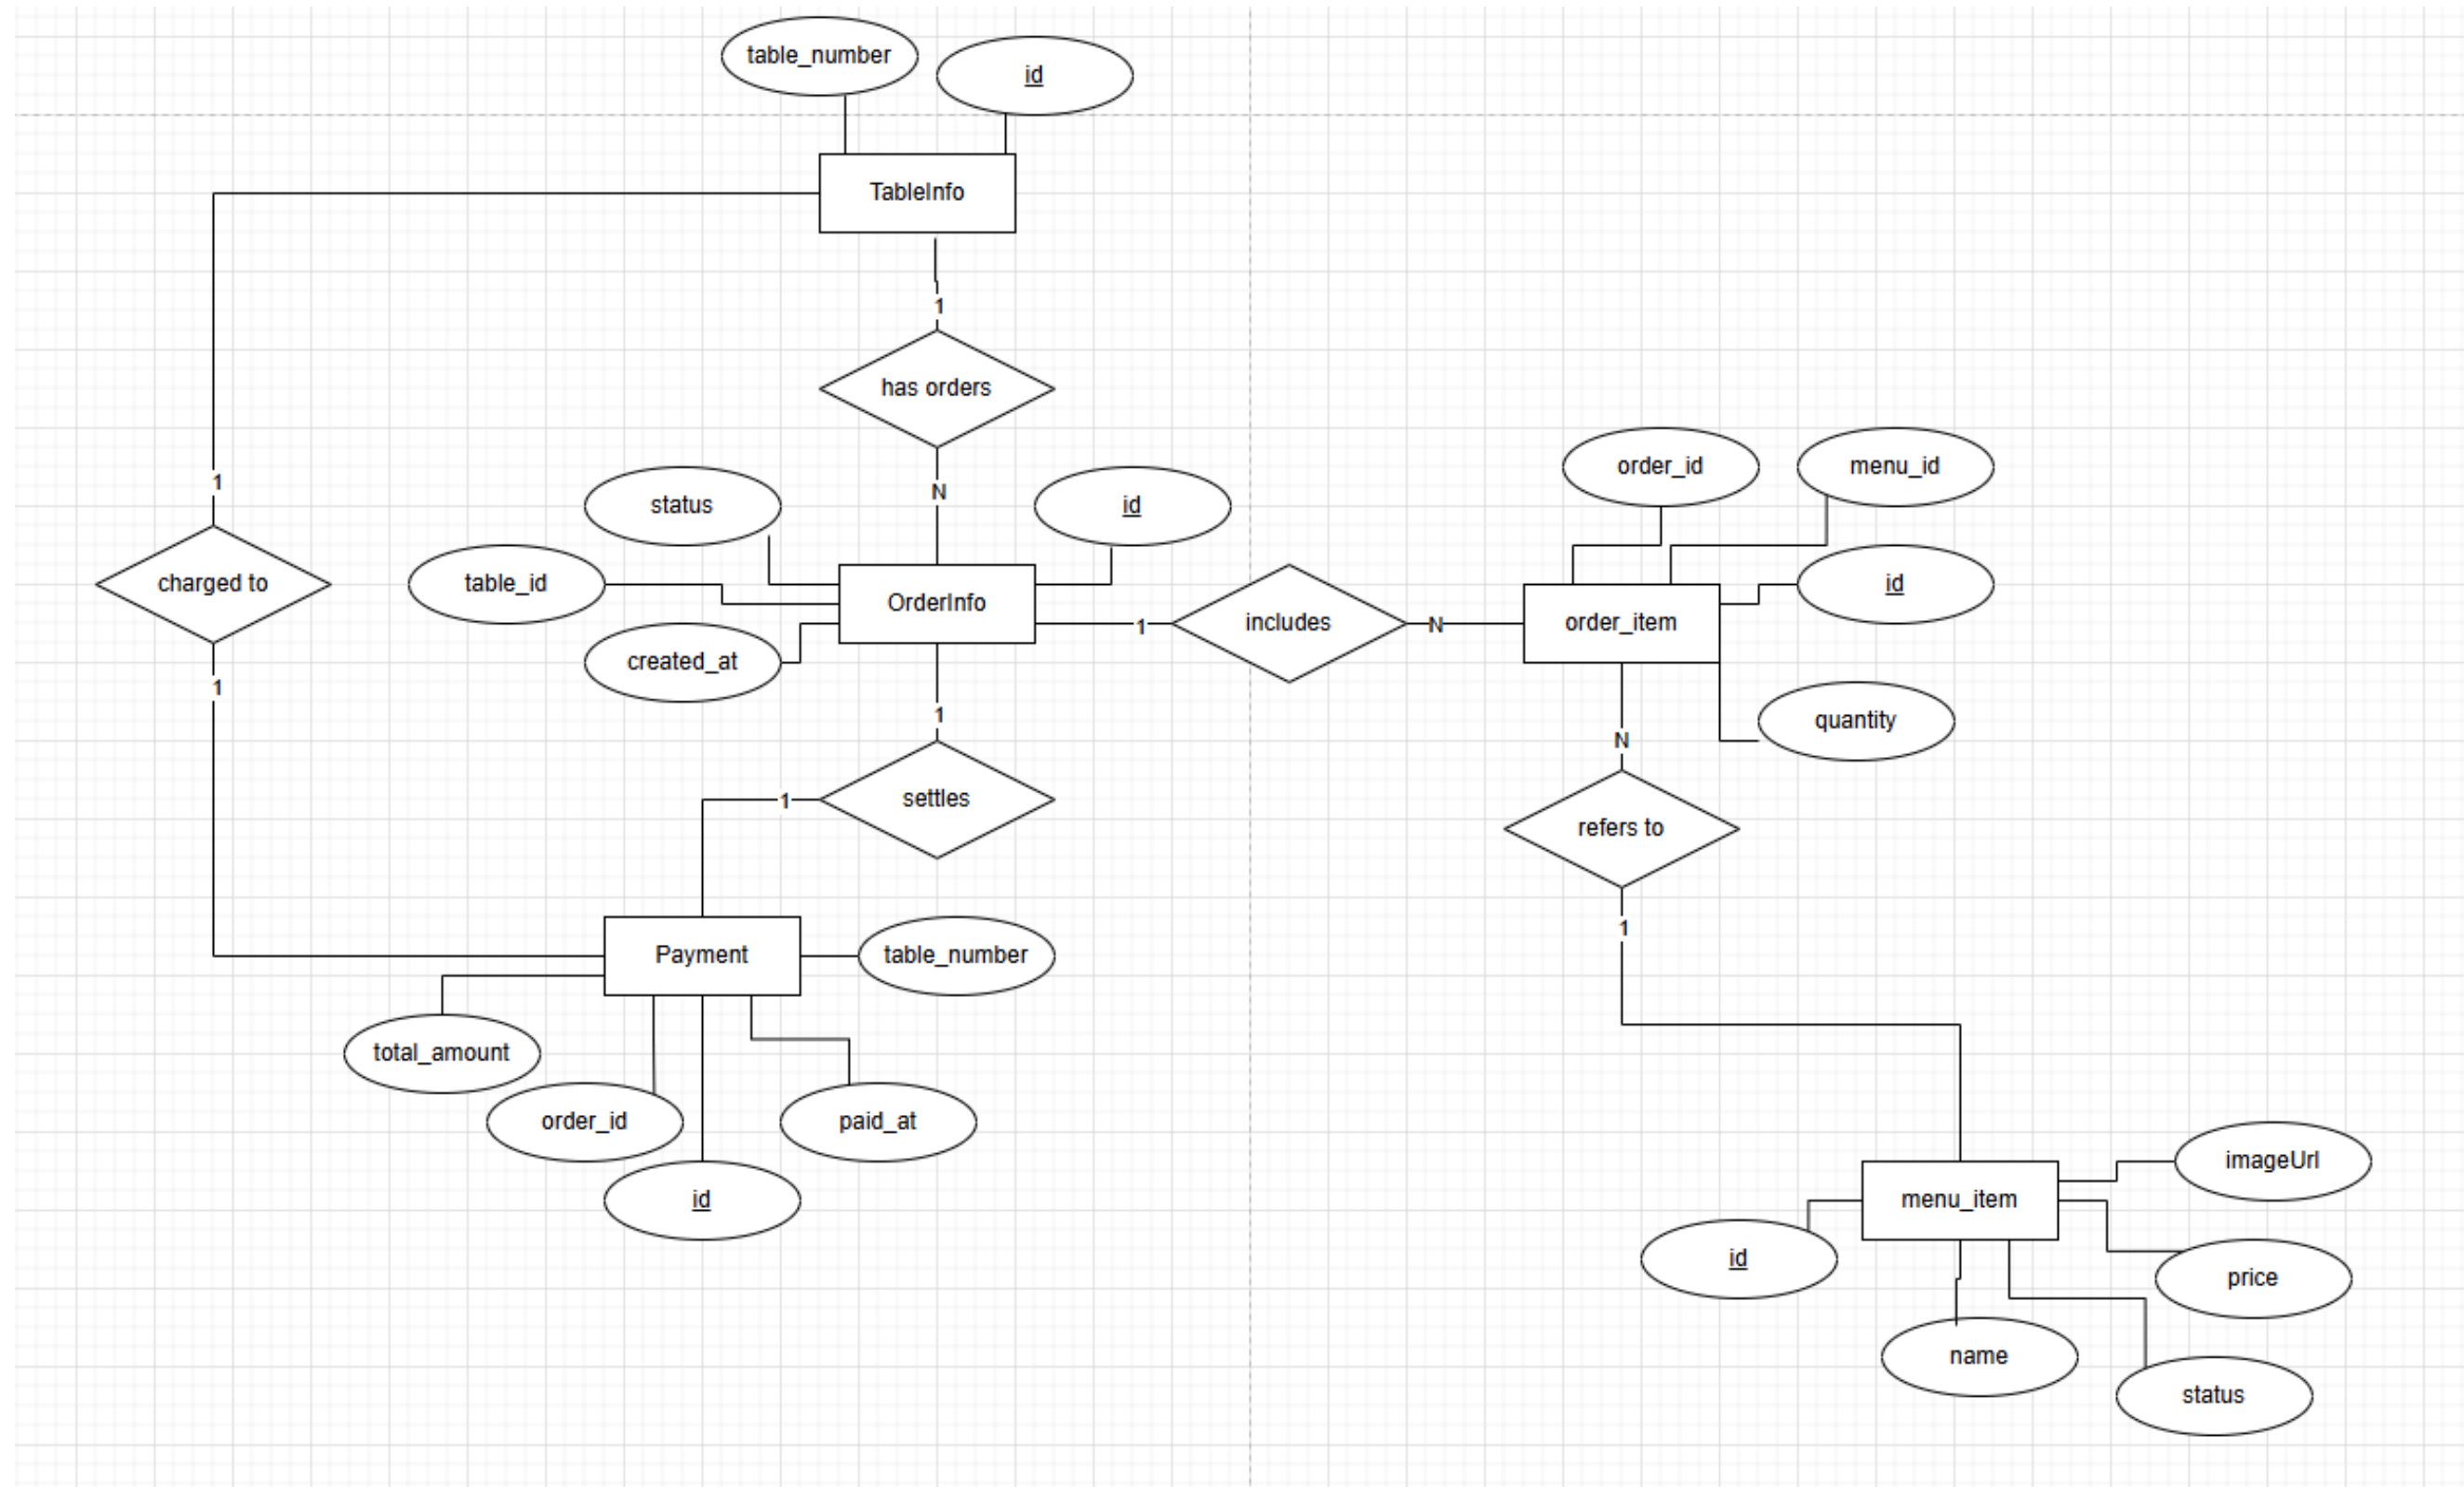 table_number
id
TableInfo
1
has orders
N
1
charged to
1
status
id
table_id
OrderInfo
created_at
1
includes
N
order_id
menu_id
id
order_item
quantity
1
settles
1
N
refers to
1
Payment
table_number
total_amount
order_id
paid_at
id
menu_item
imageUrl
id
price
name
status